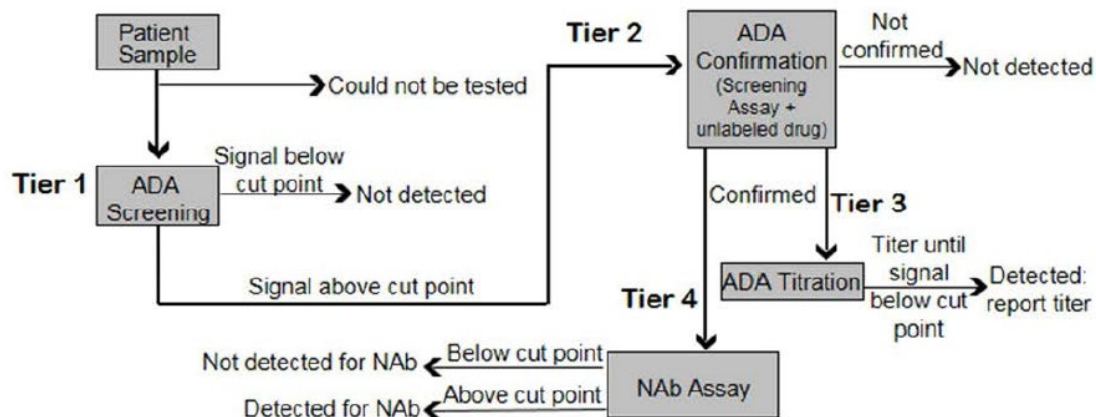 Patient
Sample
Could not be tested
Tier 1
ADA
Screening
Signal below
cut point
Not detected
Signal above cut point
Tier 2
ADA
Confirmation
(Screening
Assay +
unlabeled drug)
Not
confirmed
Not detected
Confirmed
Tier 3
ADA Titration
Titer until
signal
below cut
point
Detected:
report titer
Tier 4
NAb Assay
Below cut point
Not detected for NAb
Above cut point
Detected for NAb